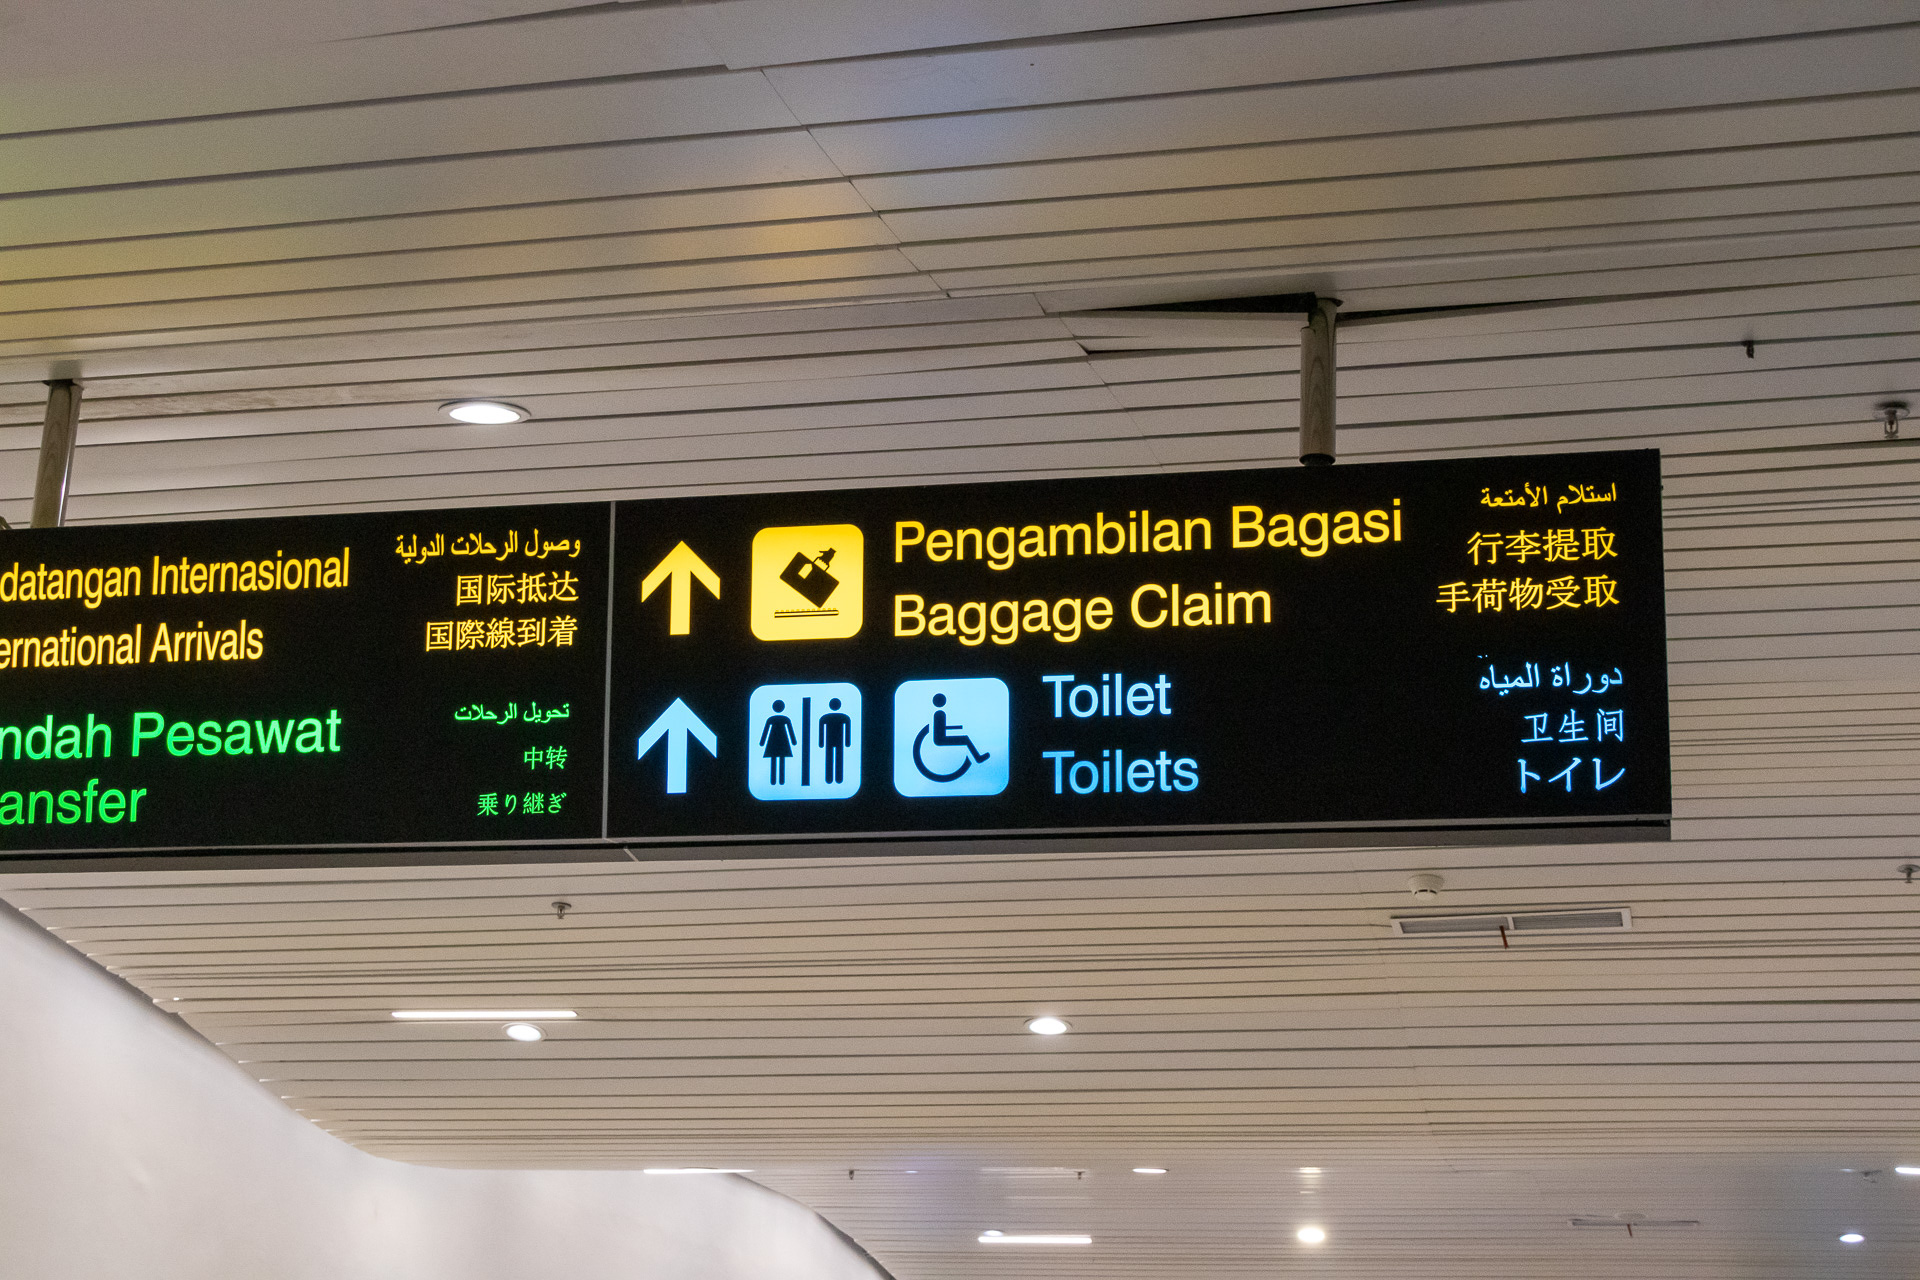 datangan Internasional
ernational Arrivals
وصول الرحلات الدولية
国际抵达
国際線到着
ndah Pesawat
ansfer
تحويل الرحلات
中转
乗り継ぎ
Pengambilan Bagasi
Baggage Claim
استلام الأمتعة
行李提取
手荷物受取
Toilet
Toilets
دوراة المياه
卫生间
トイレ